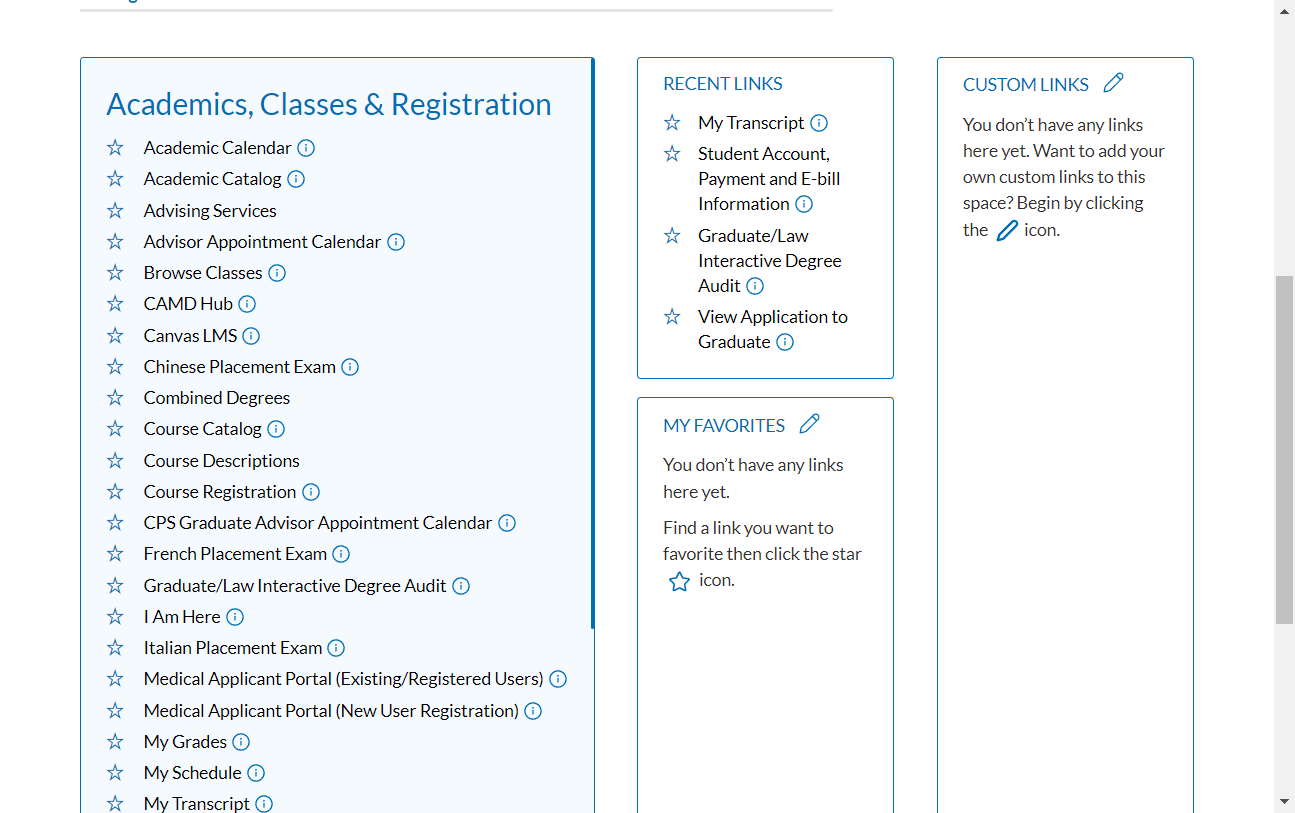 Academics, Classes & Registration
Academic Calendar
Academic Catalog
Advising Services
Advisor Appointment Calendar
Browse Classes
CAMD Hub
Canvas LMS
Chinese Placement Exam
Combined Degrees
Course Catalog
Course Descriptions
Course Registration
CPS Graduate Advisor Appointment Calendar
French Placement Exam
Graduate/Law Interactive Degree Audit
I Am Here
Italian Placement Exam
Medical Applicant Portal (Existing/Registered Users)
Medical Applicant Portal (New User Registration)
My Grades
My Schedule
My Transcript
RECENT LINKS
My Transcript
Student Account,
Payment and E-bill
Information
Graduate/Law
Interactive Degree
Audit
View Application to
Graduate
MY FAVORITES
You don’t have any links
here yet.
Find a link you want to
favorite then click the star
icon.
CUSTOM LINKS
You don’t have any links
here yet. Want to add your
own custom links to this
space? Begin by clicking
the icon.